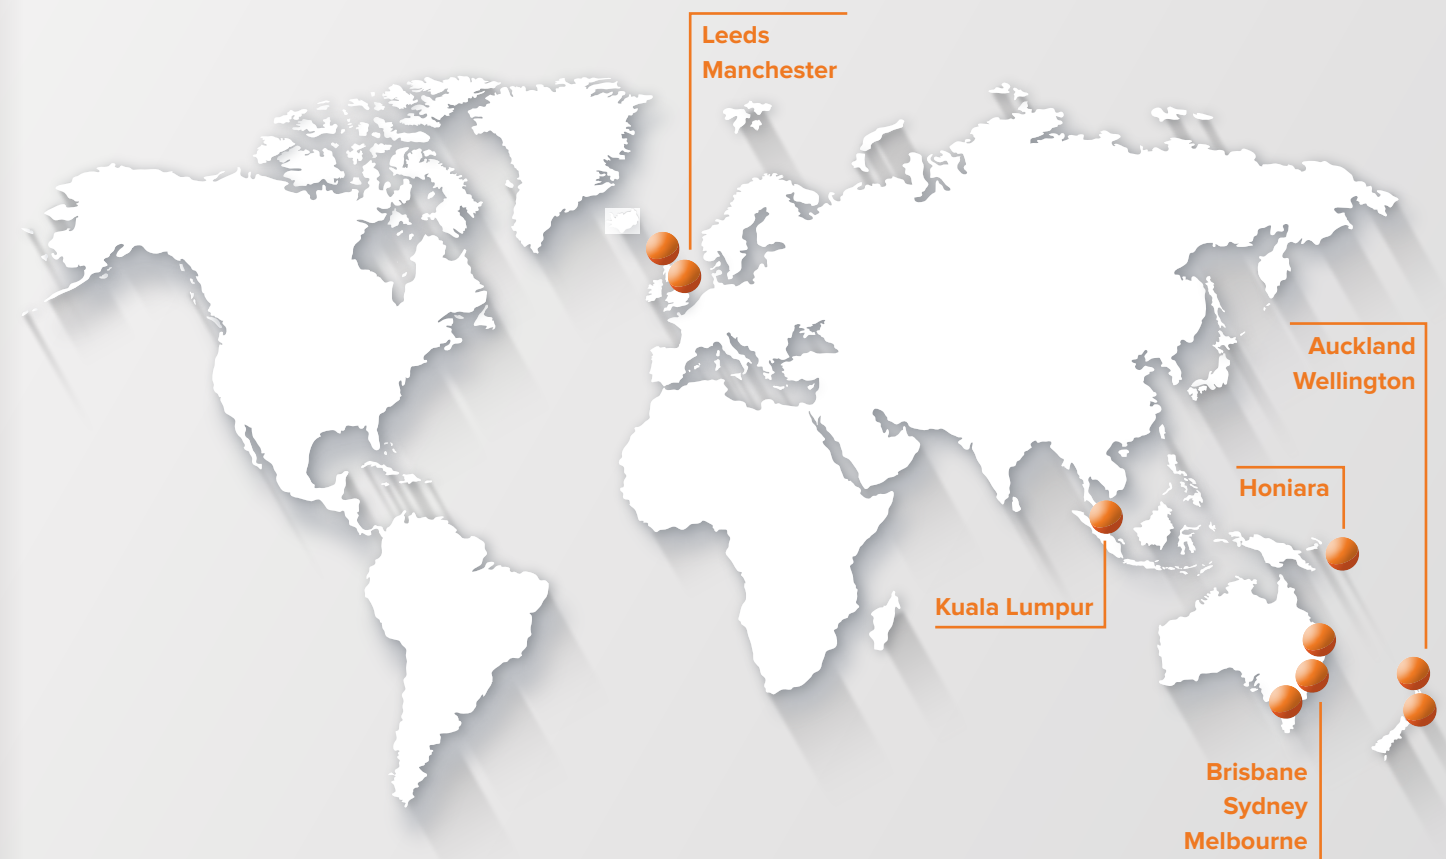 Leeds
Manchester
Auckland
Wellington
Honiara
Kuala Lumpur
Brisbane
Sydney
Melbourne